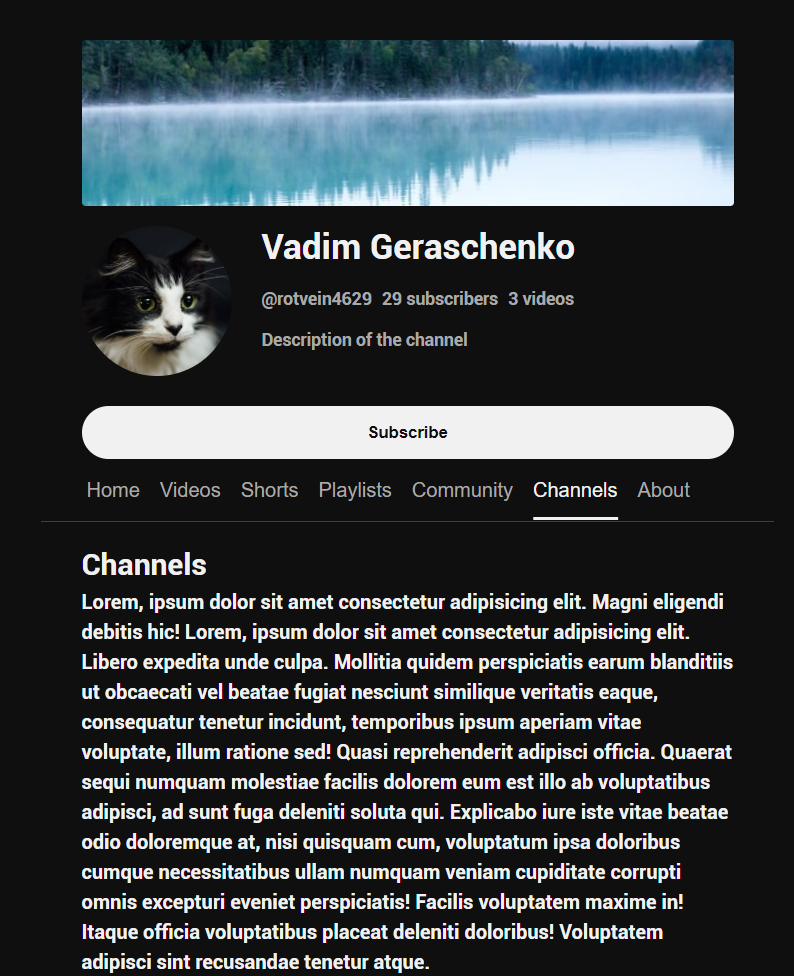 Vadim Geraschenko
@rotvein4629 29 subscribers 3 videos
Description of the channel
Subscribe
Home Videos Shorts Playlists Community Channels About
Channels
Lorem, ipsum dolor sit amet consectetur adipisicing elit. Magni eligendi
debitis hic! Lorem, ipsum dolor sit amet consectetur adipisicing elit.
Libero expedita unde culpa. Mollitia quidem perspiciatis earum blanditiis
ut obcaecati vel beatae fugiat nesciunt similique veritatis eaque,
consequatur tenetur incidunt, temporibus ipsum aperiam vitae
voluptate, illum ratione sed! Quasi reprehenderit adipisci officia. Quaerat
sequi numquam molestiae facilis dolorem eum est illo ab voluptatibus
adipisci, ad sunt fuga deleniti soluta qui. Explicabo iure iste vitae beatae
odio doloremque at, nisi quisquam cum, voluptatum ipsa doloribus
cumque necessitatibus ullam numquam veniam cupiditate corrupti
omnis excepturi eveniet perspiciatis! Facilis voluptatem maxime in!
Itaque officia voluptatibus placeat deleniti doloribus! Voluptatem
adipisci sint recusandae tenetur atque.